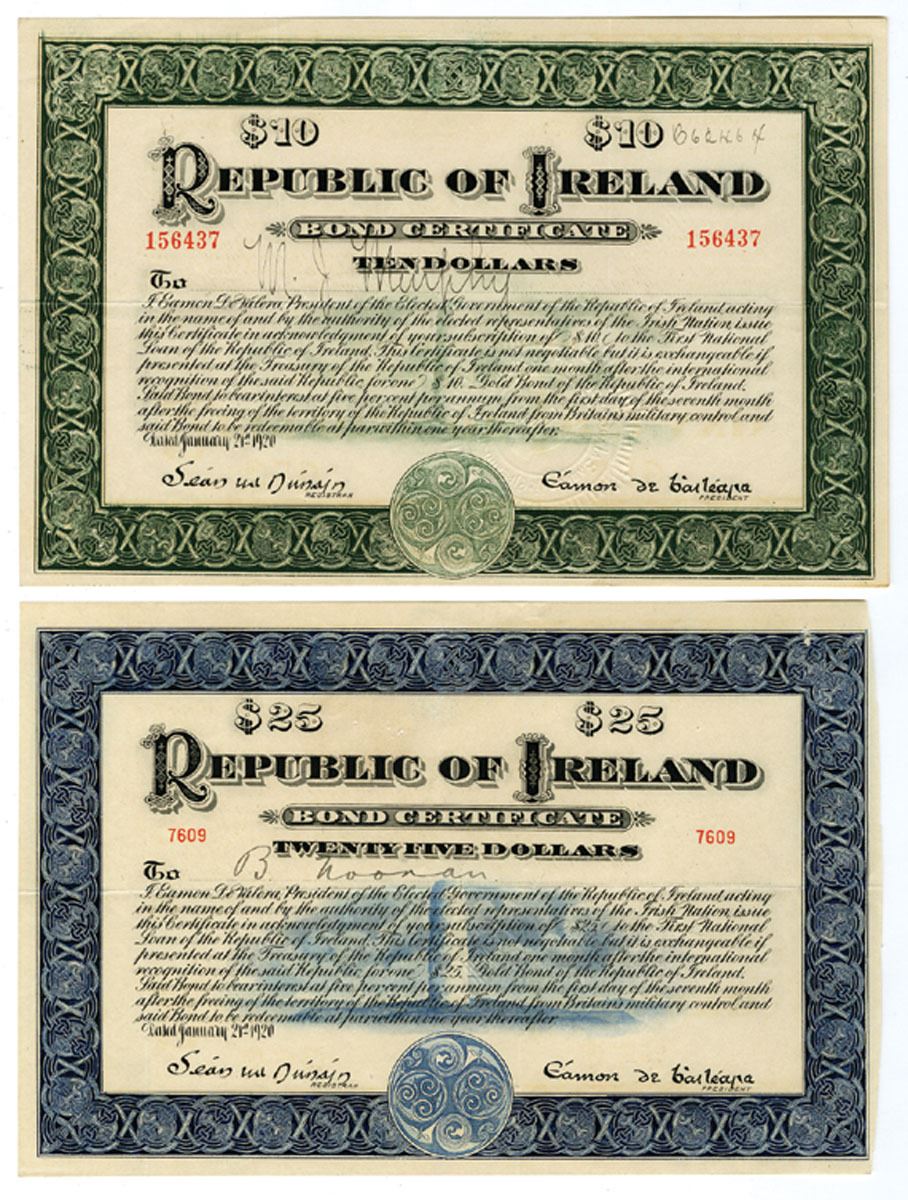 $10 $10
REPUBLIC OF IRELAND
BOND CERTIFICATE
156437 156437
TEN DOLLARS
To M. J. Murphy
I Eamon De Valera, President of the Elected Government of the Republic of Ireland acting
in the name of and by the authority of the elected representatives of the Irish Nation issue
this Certificate in acknowledgment of your subscription of $10 to the First National
Loan of the Republic of Ireland. This Certificate is not negotiable but it is exchangeable if
presented at the Treasury of the Republic of Ireland one month after the international
recognition of the said Republic for one $10. Gold Bond of the Republic of Ireland.
Said Bond to bear interest at five per cent per annum from the first day of the seventh month
after the freeing of the territory of the Republic of Ireland from Britain's military control and
said Bond to be redeemable at par within one year thereafter.
Dated January 21st 1920
REGISTRAR
Éamon de
PRESIDENT
$25 $25
REPUBLIC OF IRELAND
BOND CERTIFICATE
7609 7609
TWENTY FIVE DOLLARS
To B. Noonan
I Eamon De Valera, President of the Elected Government of the Republic of Ireland acting
in the name of and by the authority of the elected representatives of the Irish Nation issue
this Certificate in acknowledgment of your subscription of $25 to the First National
Loan of the Republic of Ireland. This Certificate is not negotiable but it is exchangeable if
presented at the Treasury of the Republic of Ireland one month after the international
recognition of the said Republic for one $25. Gold Bond of the Republic of Ireland.
Said Bond to bear interest at five per cent per annum from the first day of the seventh month
after the freeing of the territory of the Republic of Ireland from Britain's military control and
said Bond to be redeemable at par within one year thereafter.
Dated January 21st 1920
REGISTRAR
Éamon de
PRESIDENT